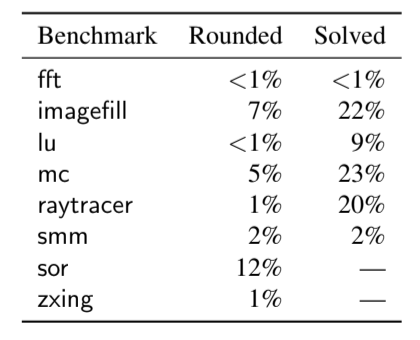 Benchmark Rounded Solved
fft <1% <1%
imagefill 7% 22%
lu <1% 9%
mc 5% 23%
raytracer 1% 20%
smm 2% 2%
sor 12% —
zxing 1% —